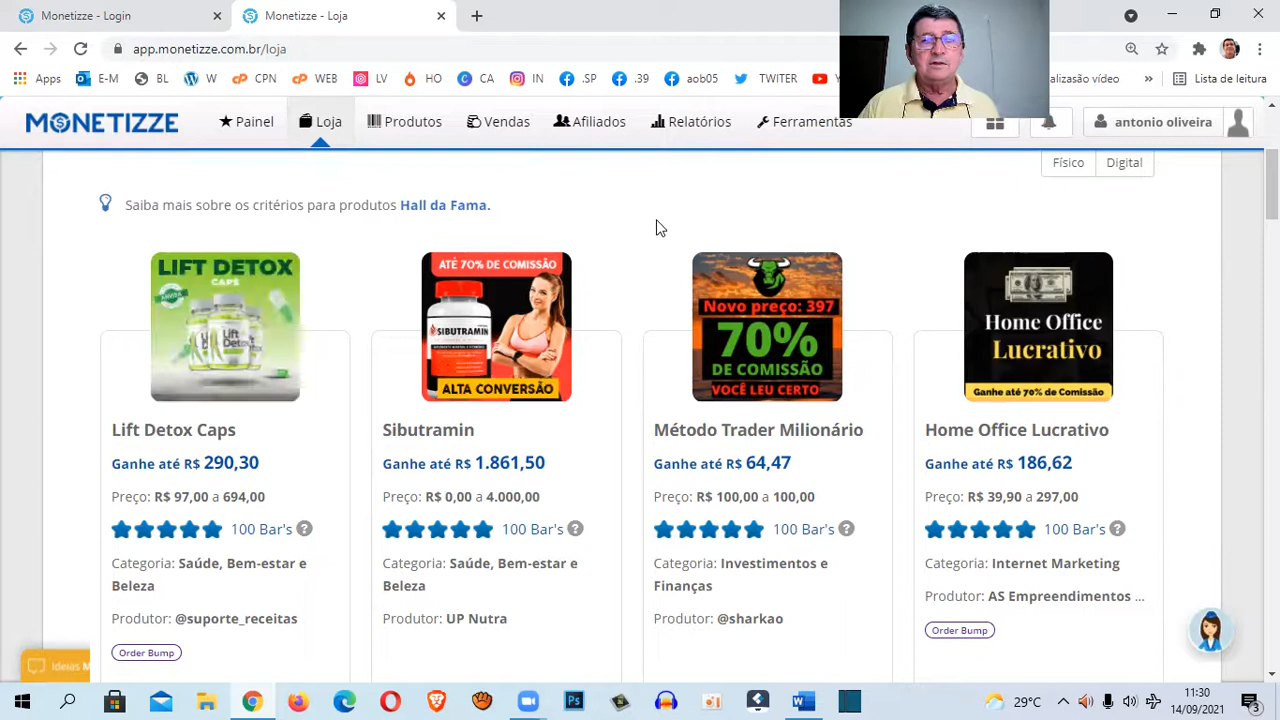 Monetizze - Login
Monetizze - Loja
app.monetizze.com.br/loja
Apps
E-M
BL
W
CPN
WEB
LV
HO
CA
IN
.SP
.39
aob05
TWITER
Y
alizasão vídeo
Lista de leitura
MONETIZZE
Painel
Loja
Produtos
Vendas
Afiliados
Relatórios
Ferramentas
antonio oliveira
Físico
Digital
Saiba mais sobre os critérios para produtos Hall da Fama.
LIFT DETOX
CAPS
Lift Detox
ATÉ 70% DE COMISSÃO
SIBUTRAMIN
ALTA CONVERSÃO
Novo preço: 397
70%
DE COMISSÃO
VOCÊ LEU CERTO
Home Office
Lucrativo
Ganhe até 70% de Comissão
Lift Detox Caps
Ganhe até R$ 290,30
Preço: R$ 97,00 a 694,00
100 Bar's
Categoria: Saúde, Bem-estar e
Beleza
Produtor: @suporte_receitas
Order Bump
Sibutramin
Ganhe até R$ 1.861,50
Preço: R$ 0,00 a 4.000,00
100 Bar's
Categoria: Saúde, Bem-estar e
Beleza
Produtor: UP Nutra
Método Trader Milionário
Ganhe até R$ 64,47
Preço: R$ 100,00 a 100,00
100 Bar's
Categoria: Investimentos e
Finanças
Produtor: @sharkao
Home Office Lucrativo
Ganhe até R$ 186,62
Preço: R$ 39,90 a 297,00
100 Bar's
Categoria: Internet Marketing
Produtor: AS Empreendimentos ...
Order Bump
Ideias M
29°C
11:30
14/09/2021
3